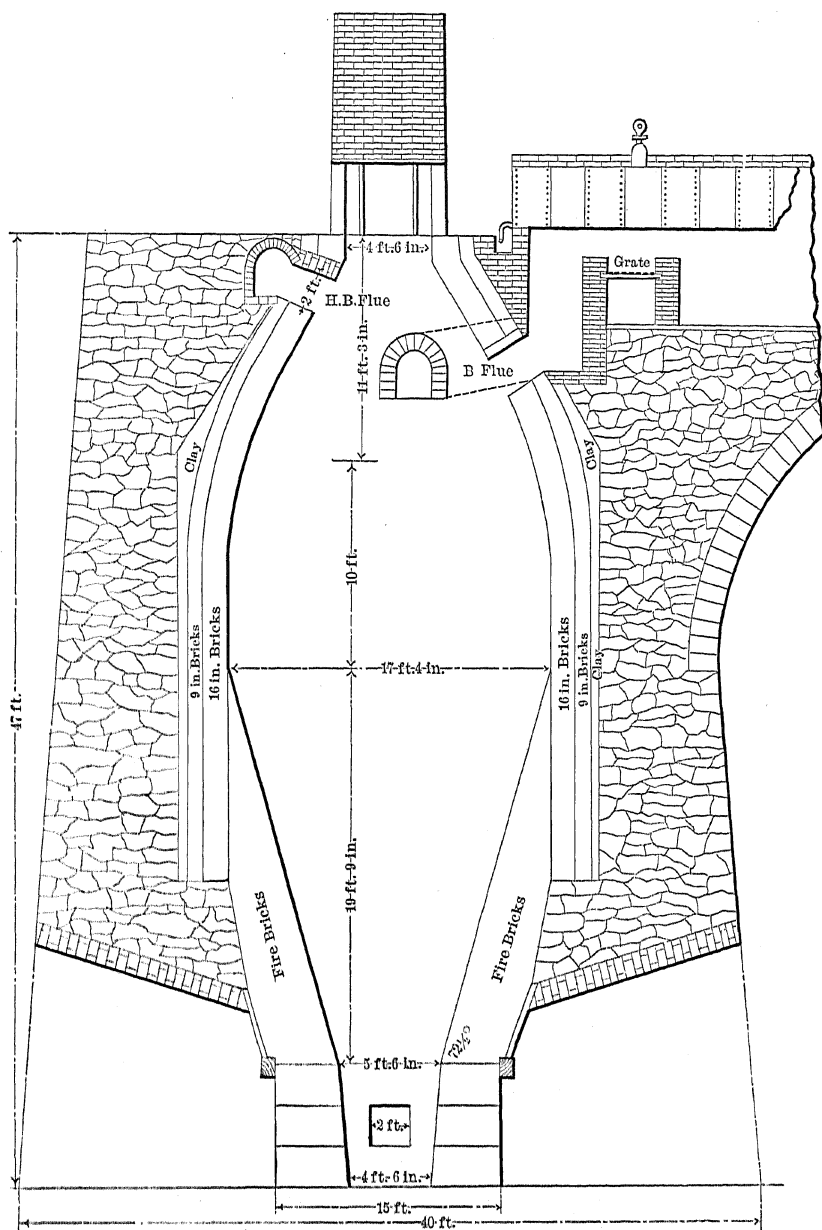 4 ft. 6 in.
Grate
2 ft.
H.B. Flue
11 ft. 3 in.
B Flue
Clay
Clay
10 ft.
9 in. Bricks
16 in. Bricks
16 in. Bricks
9 in. Bricks
Clay
17 ft. 4 in.
47 ft.
19 ft. 9 in.
Fire Bricks
Fire Bricks
72½°
5 ft. 6 in.
2 ft.
4 ft. 6 in.
15 ft.
40 ft.